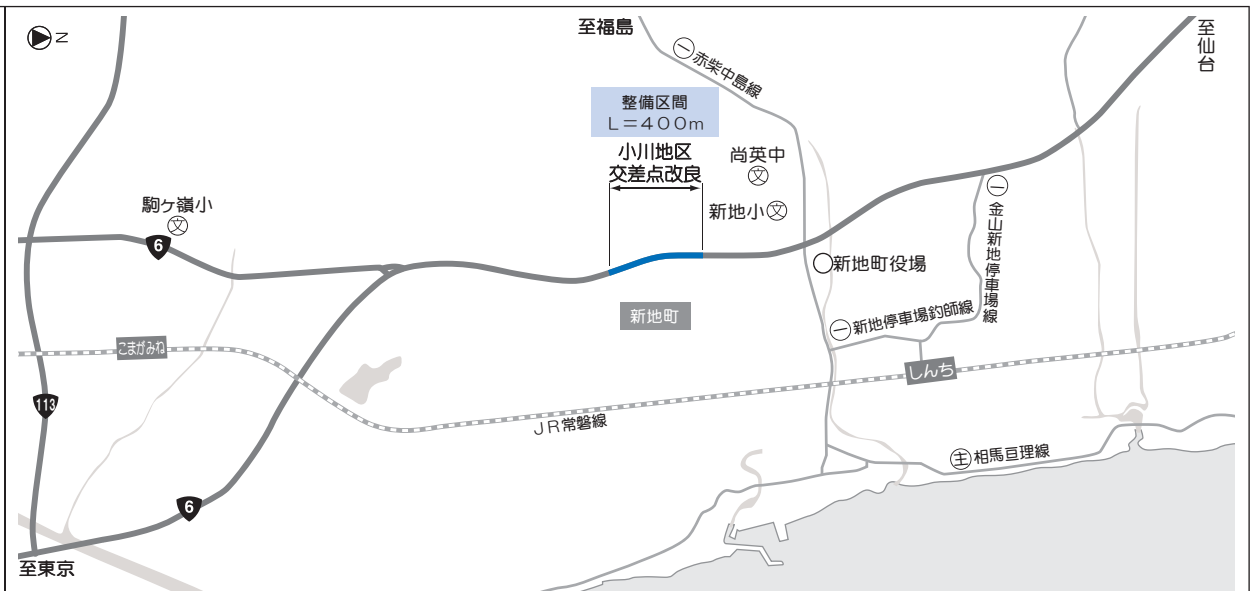 N
至福島
至仙台
㊀赤柴中島線
整備区間
L=400m
小川地区
交差点改良
尚英中
文
新地小文
駒ケ嶺小
文
6
㊀金山新地停車場線
新地町役場
新地町
㊀新地停車場釣師線
こまがみね
しんち
113
JR常磐線
主相馬亘理線
6
至東京